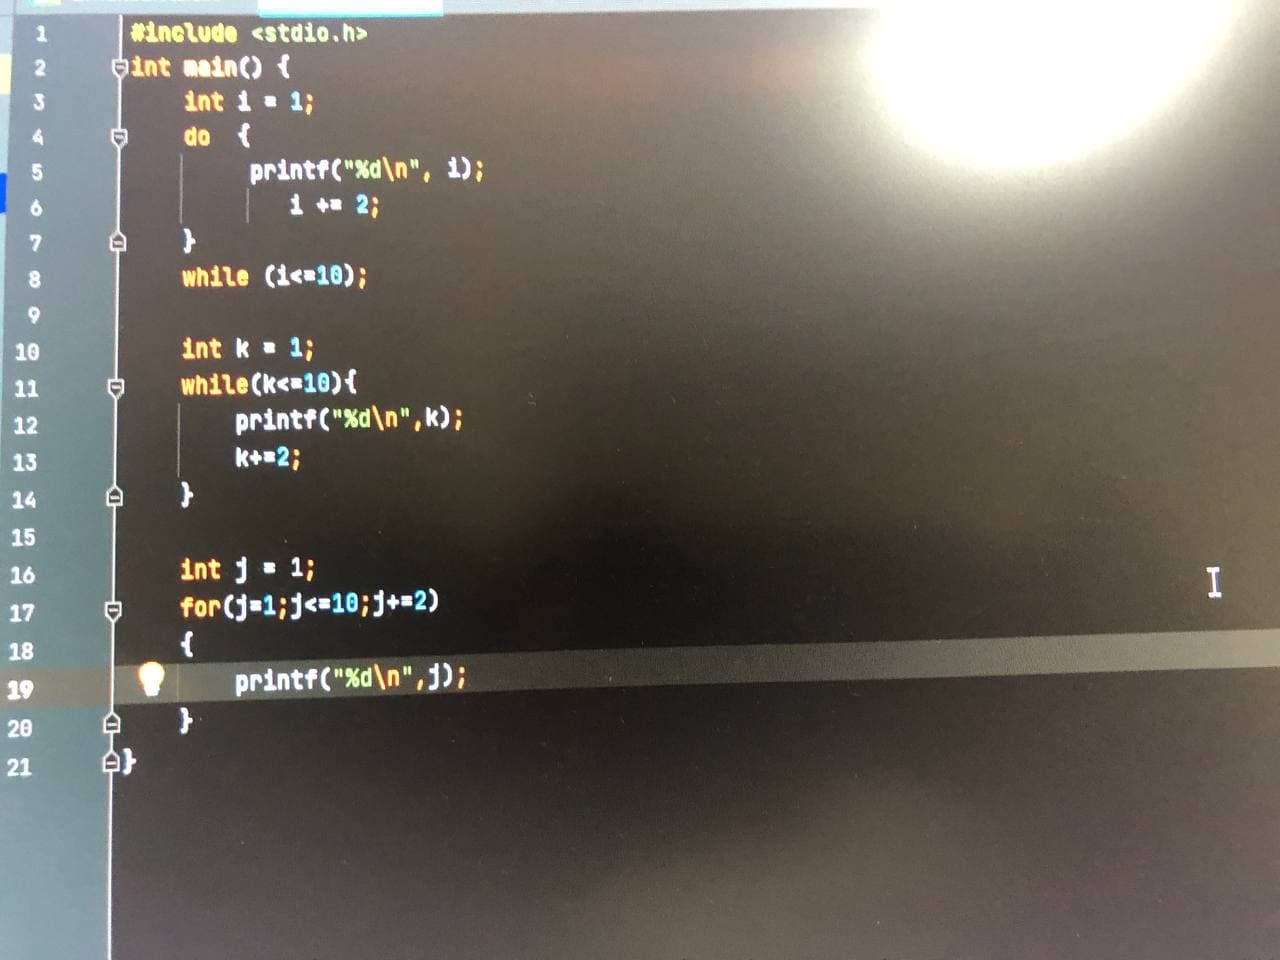 1 #include <stdio.h>
2 int main() {
3 int i = 1;
4 do {
5 printf("%d\n", i);
6 i += 2;
7 }
8 while (i<=10);
9
10 int k = 1;
11 while(k<=10){
12 printf("%d\n",k);
13 k+=2;
14 }
15
16 int j = 1;
17 for(j=1;j<=10;j+=2)
18 {
19 printf("%d\n",j);
20 }
21 }